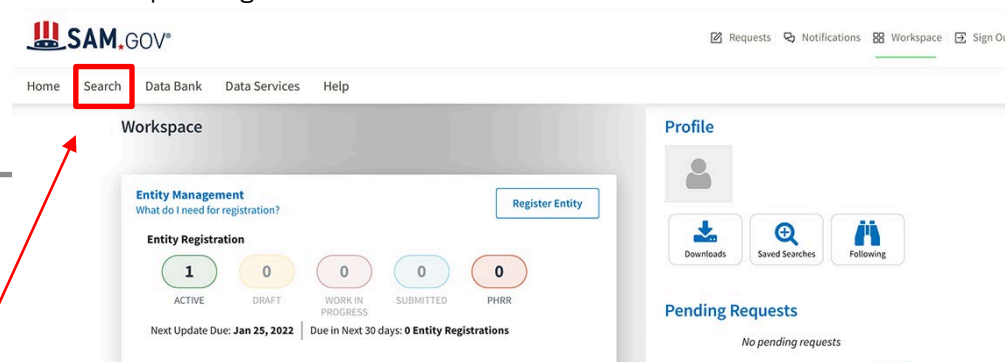 SAM.GOV®
Requests Notifications Workspace Sign
Home Search Data Bank Data Services Help
Workspace
Profile
Entity Management
What do I need for registration?
Register Entity
Entity Registration
1 0 0 0 0
ACTIVE DRAFT WORK IN PROGRESS SUBMITTED PHRR
Next Update Due: Jan 25, 2022 Due in Next 30 days: 0 Entity Registrations
Downloads Saved Searches Following
Pending Requests
No pending requests